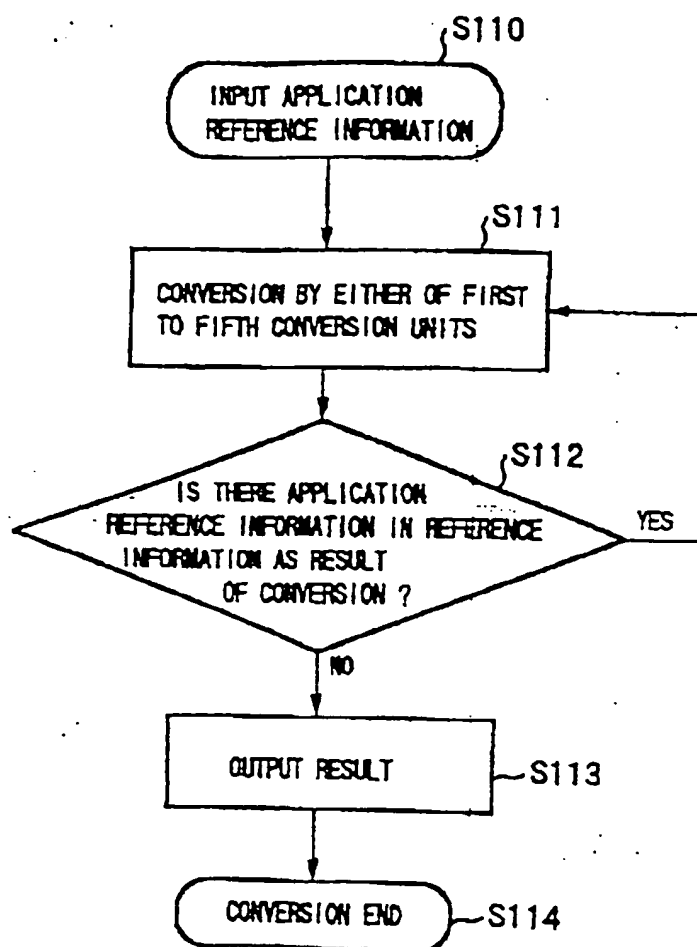 S110
INPUT APPLICATION
REFERENCE INFORMATION
S111
CONVERSION BY EITHER OF FIRST
TO FIFTH CONVERSION UNITS
S112
IS THERE APPLICATION
REFERENCE INFORMATION IN REFERENCE
INFORMATION AS RESULT
OF CONVERSION ?
YES
NO
OUTPUT RESULT
S113
CONVERSION END
S114